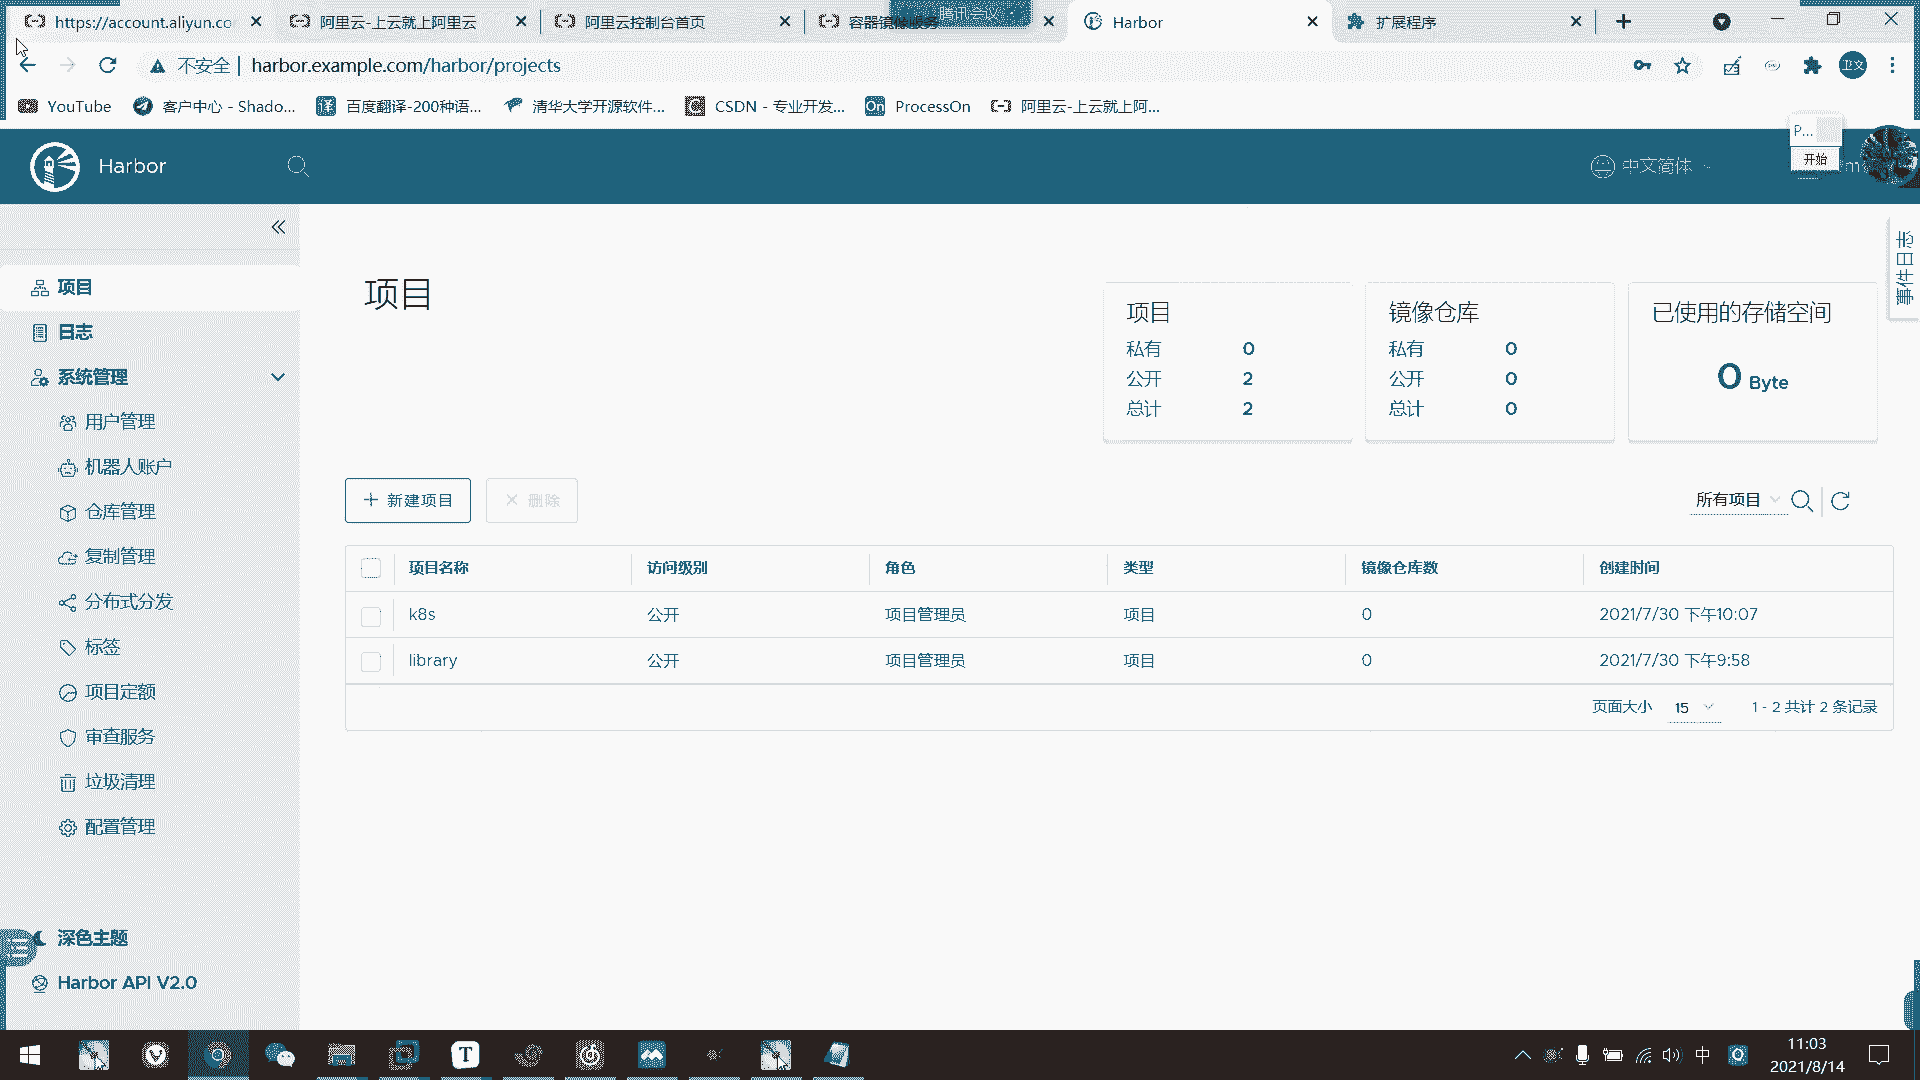 https://account.aliyun.co
阿里云-上云就上阿里云
阿里云控制台首页
容器镜像服务
腾讯会议
Harbor
扩展程序
不安全 | harbor.example.com/harbor/projects
卫文
YouTube
客户中心 - Shado...
百度翻译-200种语...
清华大学开源软件...
CSDN - 专业开发...
ProcessOn
阿里云-上云就上阿...
Harbor
中文简体
P...
开始
事件日志
项目
日志
系统管理
用户管理
机器人账户
仓库管理
复制管理
分布式分发
标签
项目定额
审查服务
垃圾清理
配置管理
深色主题
Harbor API V2.0
项目
项目
私有 0
公开 2
总计 2
镜像仓库
私有 0
公开 0
总计 0
已使用的存储空间
0 Byte
新建项目
删除
所有项目
项目名称 访问级别 角色 类型 镜像仓库数 创建时间
k8s 公开 项目管理员 项目 0 2021/7/30 下午10:07
library 公开 项目管理员 项目 0 2021/7/30 下午9:58
页面大小 15 1 - 2 共计 2 条记录
中
11:03
2021/8/14